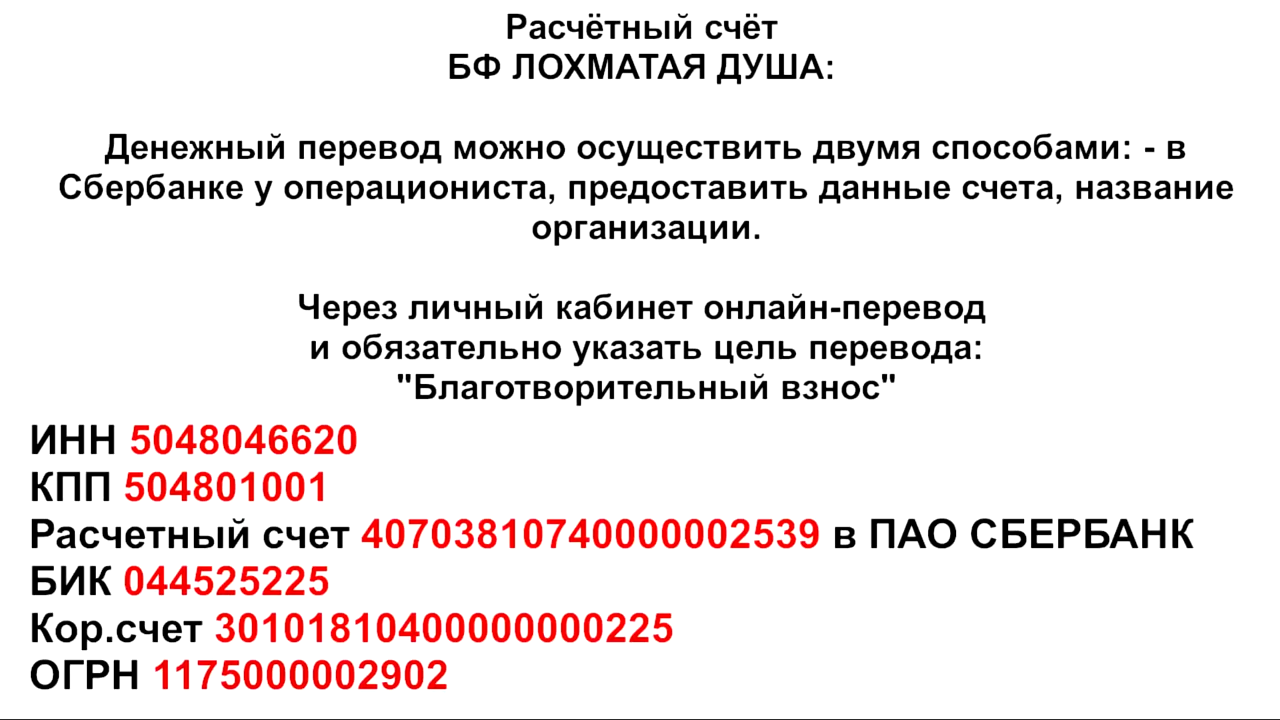 Расчётный счёт
БФ ЛОХМАТАЯ ДУША:
Денежный перевод можно осуществить двумя способами: - в
Сбербанке у операциониста, предоставить данные счета, название
организации.
Через личный кабинет онлайн-перевод
и обязательно указать цель перевода:
"Благотворительный взнос"
ИНН 5048046620
КПП 504801001
Расчетный счет 40703810740000002539 в ПАО СБЕРБАНК
БИК 044525225
Кор.счет 30101810400000000225
ОГРН 1175000002902